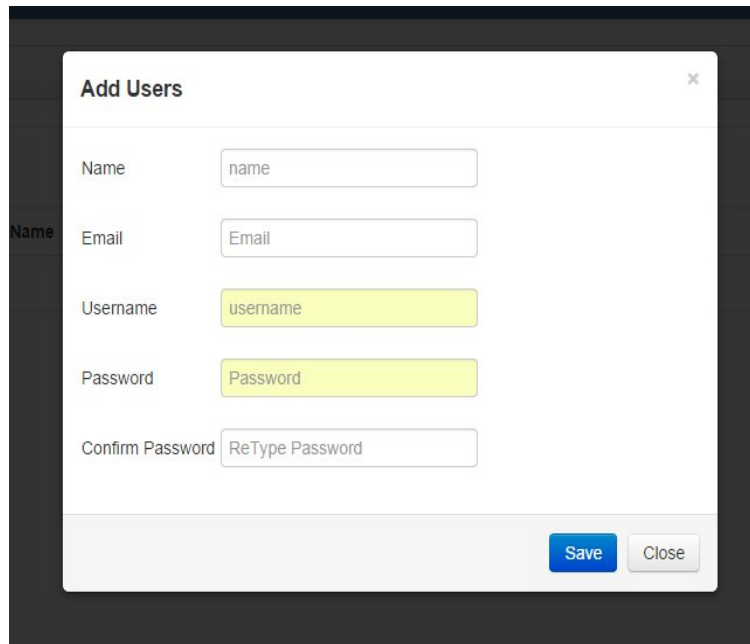 Add Users
×
Name name
Name
Email Email
Username username
Password Password
Confirm Password ReType Password
Save Close